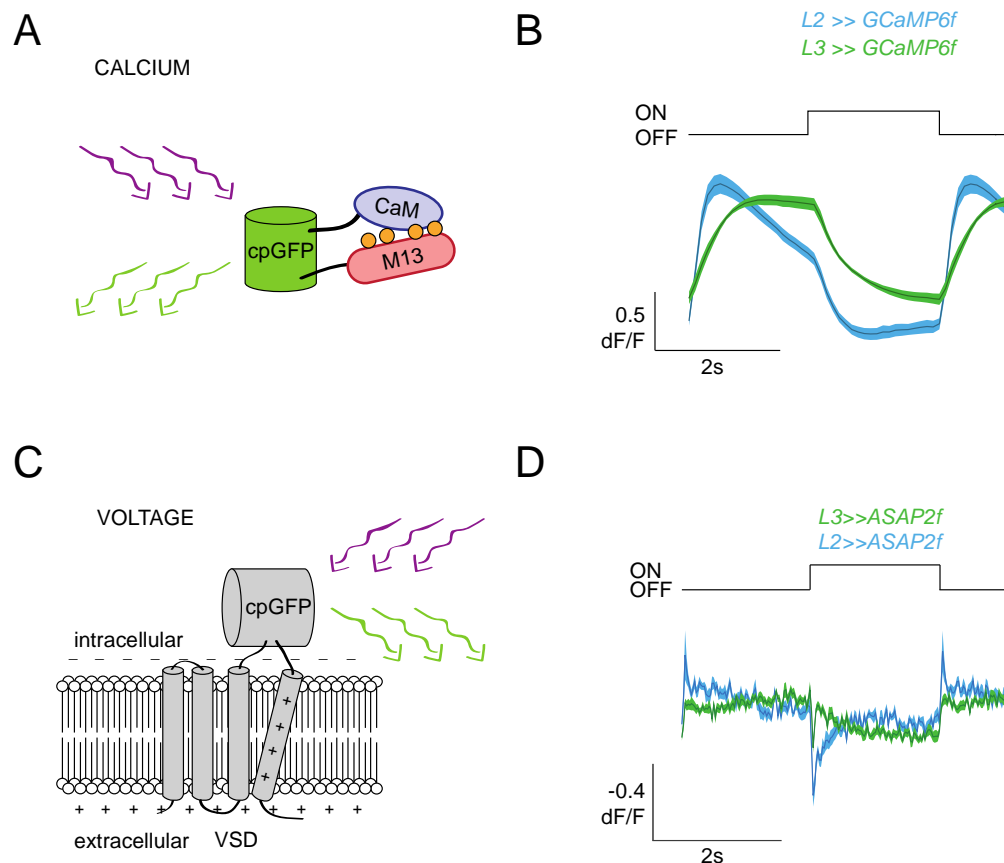 A
CALCIUM
cpGFP
CaM
M13
B
L2 >> GCaMP6f
L3 >> GCaMP6f
ON
OFF
0.5
dF/F
2s
C
VOLTAGE
cpGFP
intracellular
− − − − − − − − − −
+ + + +
+ + + + + + + + + + +
extracellular
VSD
D
L3>>ASAP2f
L2>>ASAP2f
ON
OFF
-0.4
dF/F
2s